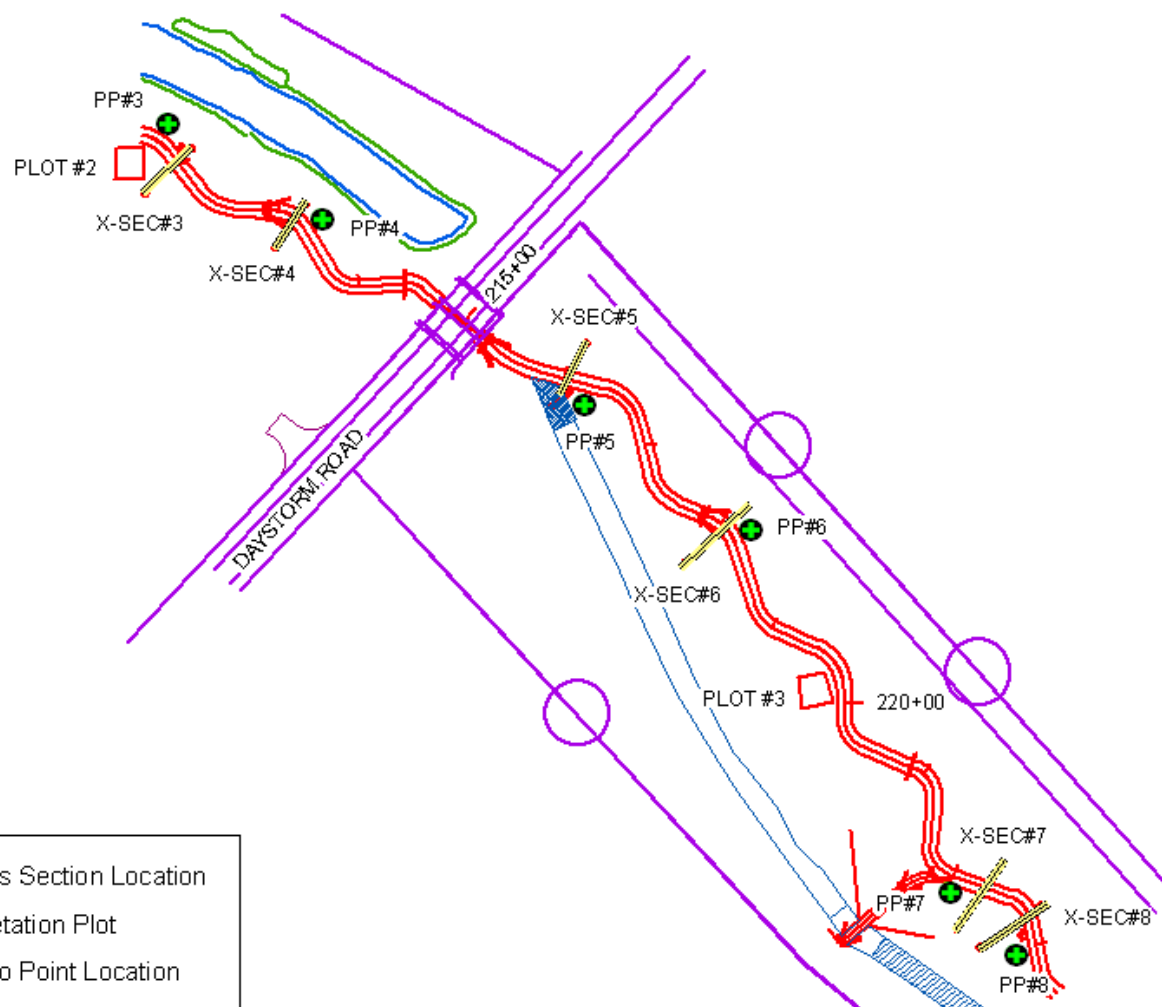 PP#3
PLOT #2
X-SEC#3
PP#4
X-SEC#4
215+00
X-SEC#5
PP#5
DAYSTORM ROAD
PP#6
X-SEC#6
PLOT #3
220+00
X-SEC#7
PP#7
X-SEC#8
PP#8
s Section Location
etation Plot
o Point Location